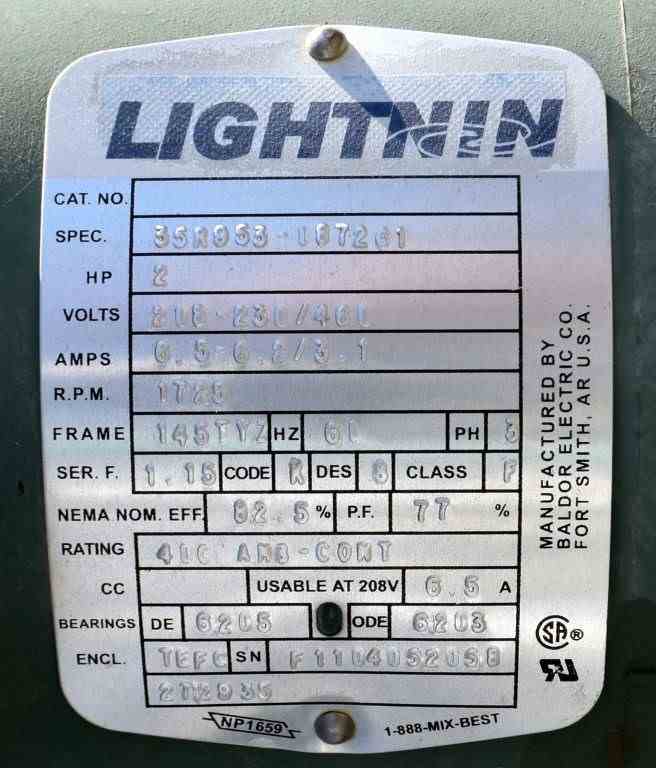 LIGHTNIN
CAT. NO.
SPEC. 35R953-1872G1
HP 2
VOLTS 208-230/460
AMPS 6.5-6.2/3.1
R.P.M. 1725
FRAME 145TYZ HZ 60 PH 3
SER. F. 1.15 CODE K DES B CLASS F
NEMA NOM. EFF. 82.5 % P.F. 77 %
RATING 40C AMB-CONT
CC USABLE AT 208V 6.5 A
BEARINGS DE 6205 ODE 6203
ENCL. TEFC SN F1104052058
NP1659
1-888-MIX-BEST
MANUFACTURED BY
BALDOR ELECTRIC CO.
FORT SMITH, AR U.S.A.
SA ®